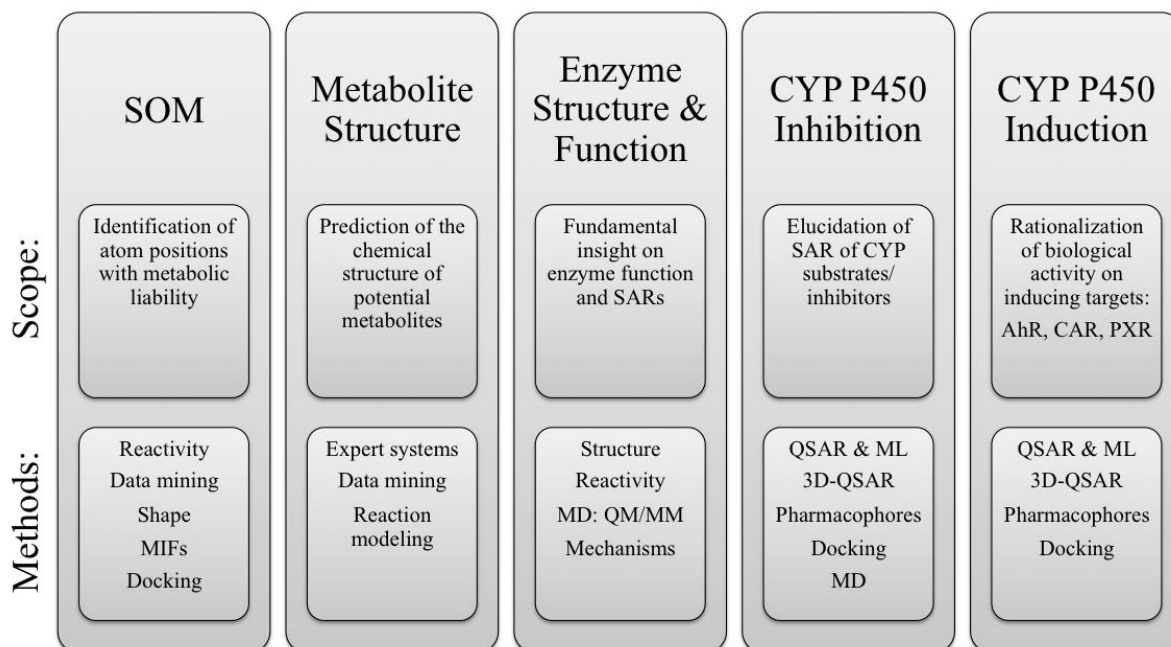 SOM
Metabolite
Structure
Enzyme
Structure &
Function
CYP P450
Inhibition
CYP P450
Induction
Scope:
Identification of
atom positions
with metabolic
liability
Prediction of the
chemical
structure of
potential
metabolites
Fundamental
insight on
enzyme function
and SARs
Elucidation of
SAR of CYP
substrates/
inhibitors
Rationalization
of biological
activity on
inducing targets:
AhR, CAR, PXR
Methods:
Reactivity
Data mining
Shape
MIFs
Docking
Expert systems
Data mining
Reaction
modeling
Structure
Reactivity
MD: QM/MM
Mechanisms
QSAR & ML
3D-QSAR
Pharmacophores
Docking
MD
QSAR & ML
3D-QSAR
Pharmacophores
Docking